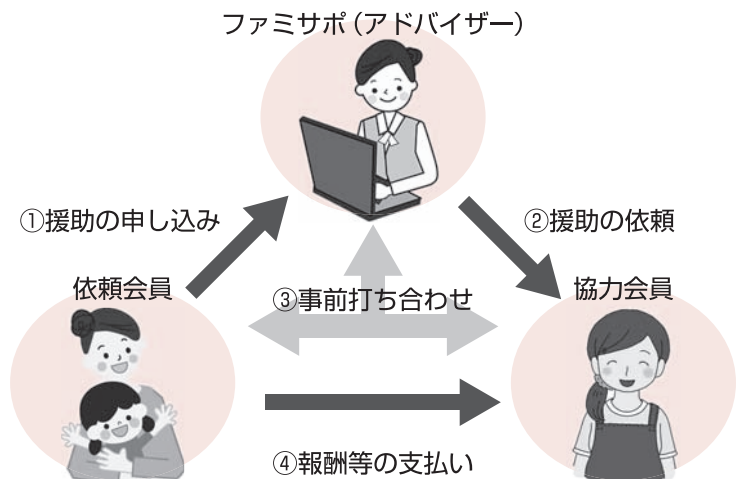 ファミサポ（アドバイザー）
①援助の申し込み
②援助の依頼
依頼会員
③事前打ち合わせ
協力会員
④報酬等の支払い